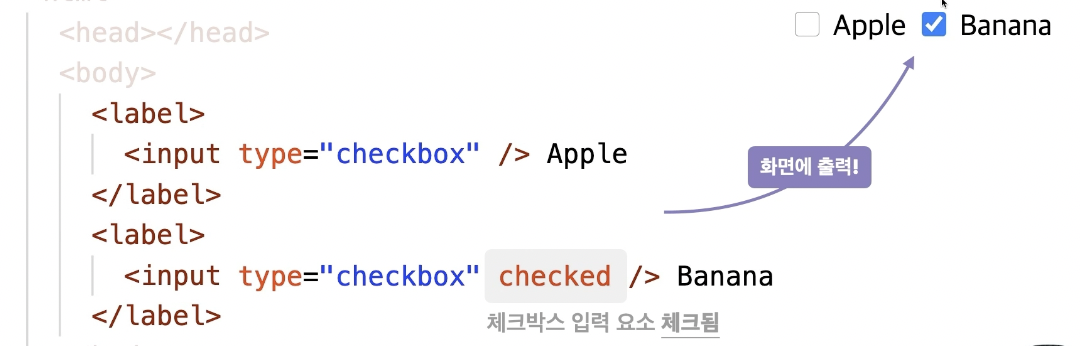 <head></head>
<body>
<label>
<input type="checkbox" /> Apple
</label>
<label>
<input type="checkbox" checked /> Banana
</label>
체크박스 입력 요소 체크됨
Apple Banana
화면에 출력!